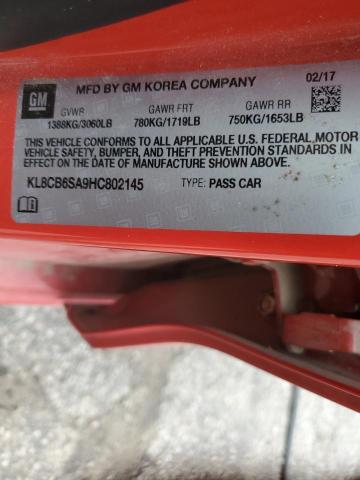 MFD BY GM KOREA COMPANY 02/17
GM
GVWR GAWR FRT GAWR RR
1388KG/3060LB 780KG/1719LB 750KG/1653LB
THIS VEHICLE CONFORMS TO ALL APPLICABLE U.S. FEDERAL MOTOR
VEHICLE SAFETY, BUMPER, AND THEFT PREVENTION STANDARDS IN
EFFECT ON THE DATE OF MANUFACTURE SHOWN ABOVE.
KL8CB6SA9HC802145 TYPE: PASS CAR